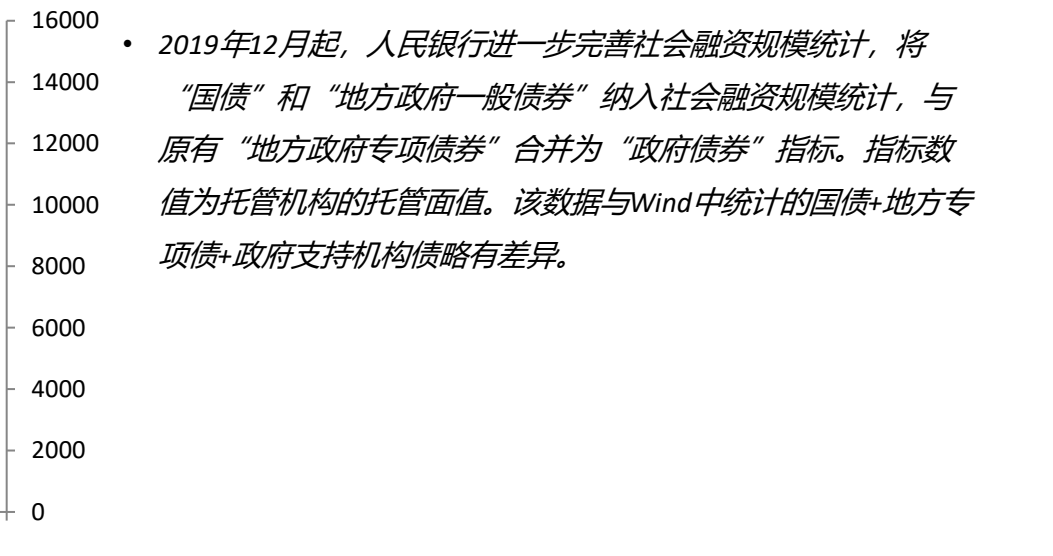 16000
14000
12000
10000
8000
6000
4000
2000
0
• 2019年12月起，人民银行进一步完善社会融资规模统计，将
“国债”和“地方政府一般债券”纳入社会融资规模统计，与
原有“地方政府专项债券”合并为“政府债券”指标。指标数
值为托管机构的托管面值。该数据与Wind中统计的国债+地方专
项债+政府支持机构债略有差异。